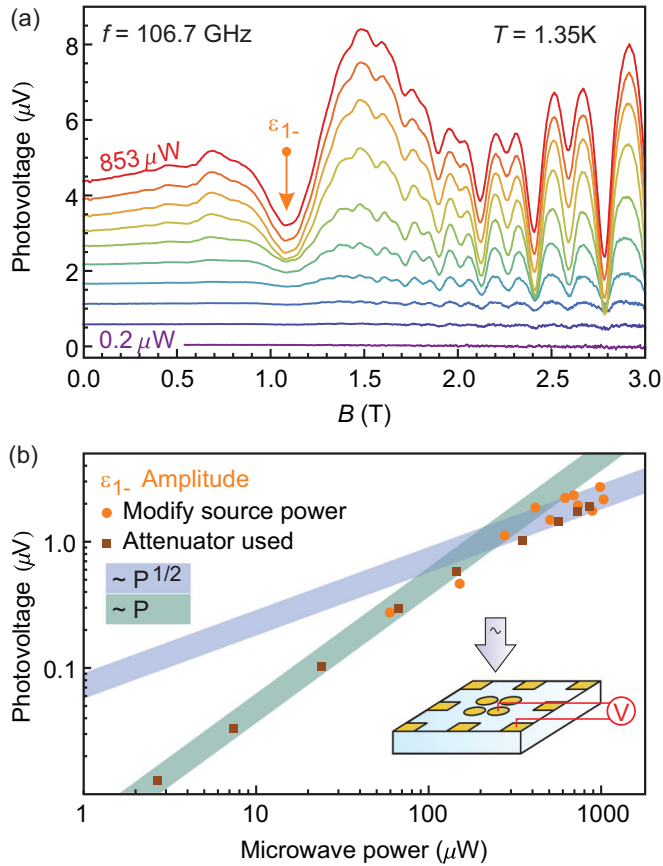 (a)
f = 106.7 GHz
T = 1.35K
ε1-
853 μW
0.2 μW
Photovoltage (μV)
8
6
4
2
0
0.0
0.5
1.0
1.5
2.0
2.5
3.0
B (T)
(b)
ε1- Amplitude
Modify source power
Attenuator used
~ P^1/2
~ P
Photovoltage (μV)
1.0
0.1
~
V
1
10
100
1000
Microwave power (μW)